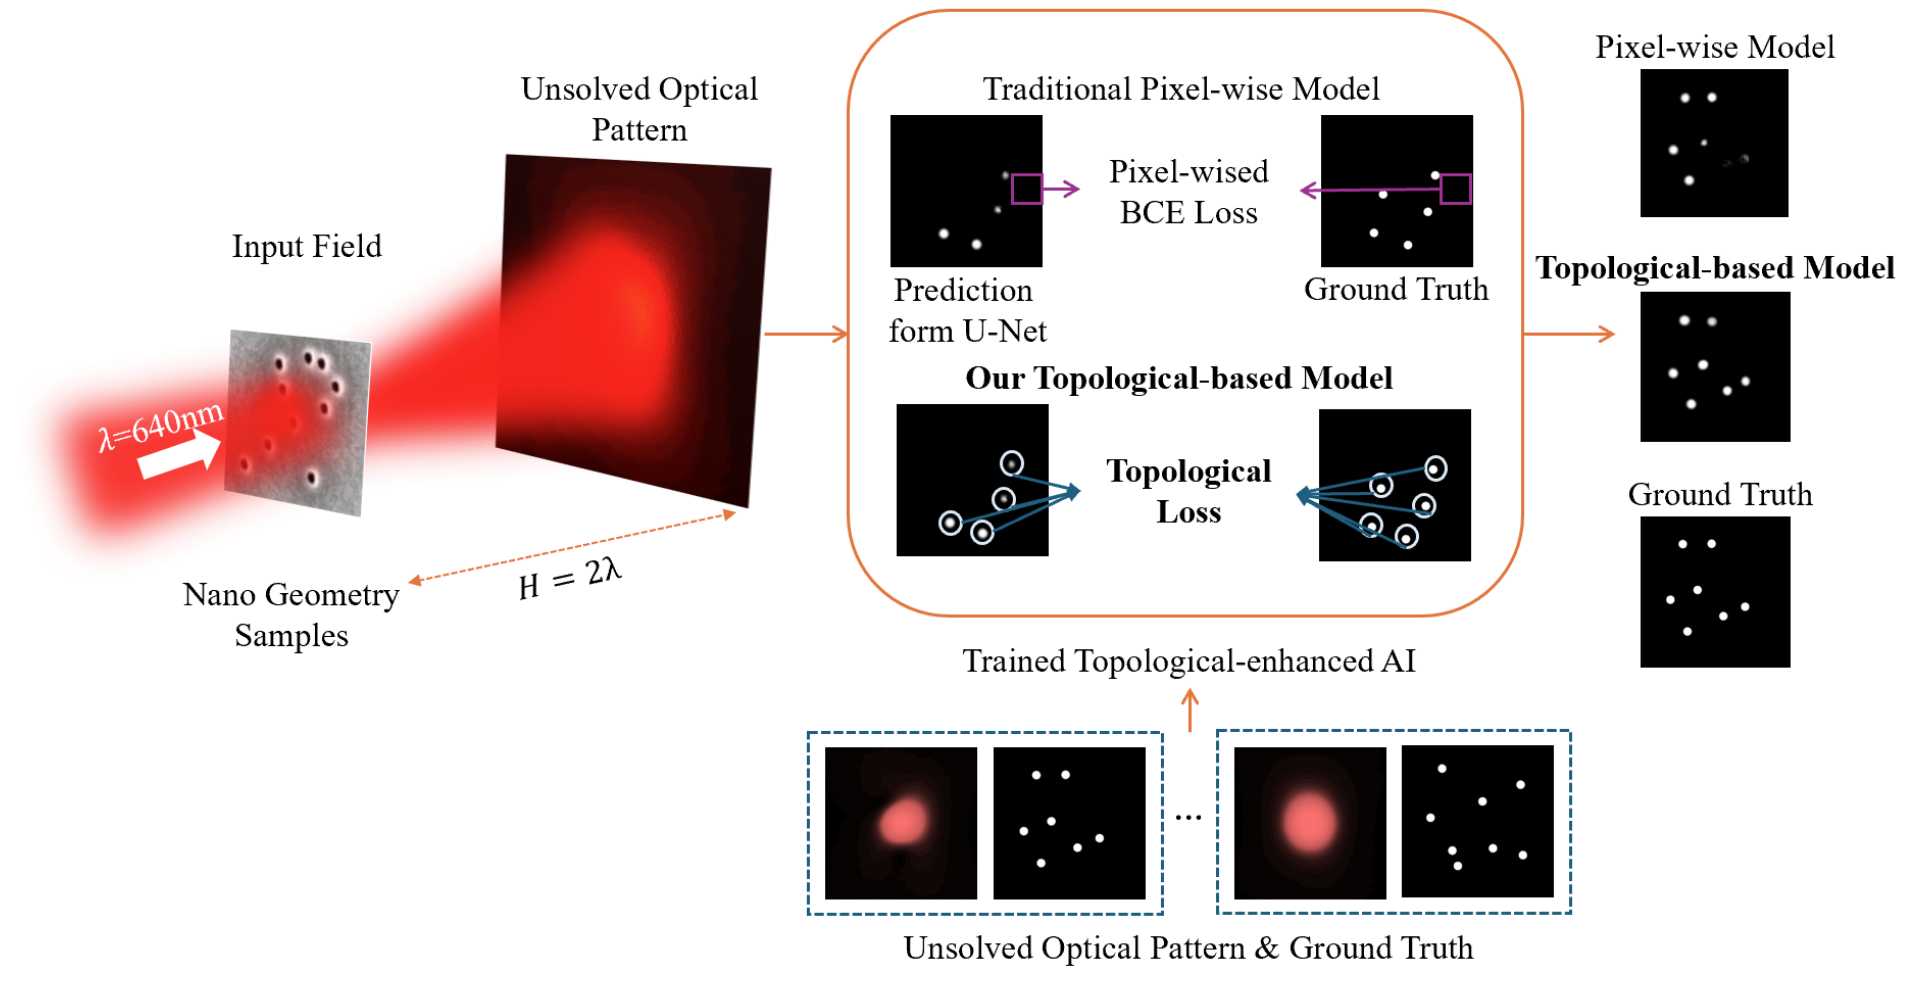 Input Field
λ=640nm
Nano Geometry
Samples
Unsolved Optical
Pattern
H = 2λ
Traditional Pixel-wise Model
Pixel-wised
BCE Loss
Prediction
form U-Net
Ground Truth
Our Topological-based Model
Topological
Loss
Trained Topological-enhanced AI
...
Unsolved Optical Pattern & Ground Truth
Pixel-wise Model
Topological-based Model
Ground Truth